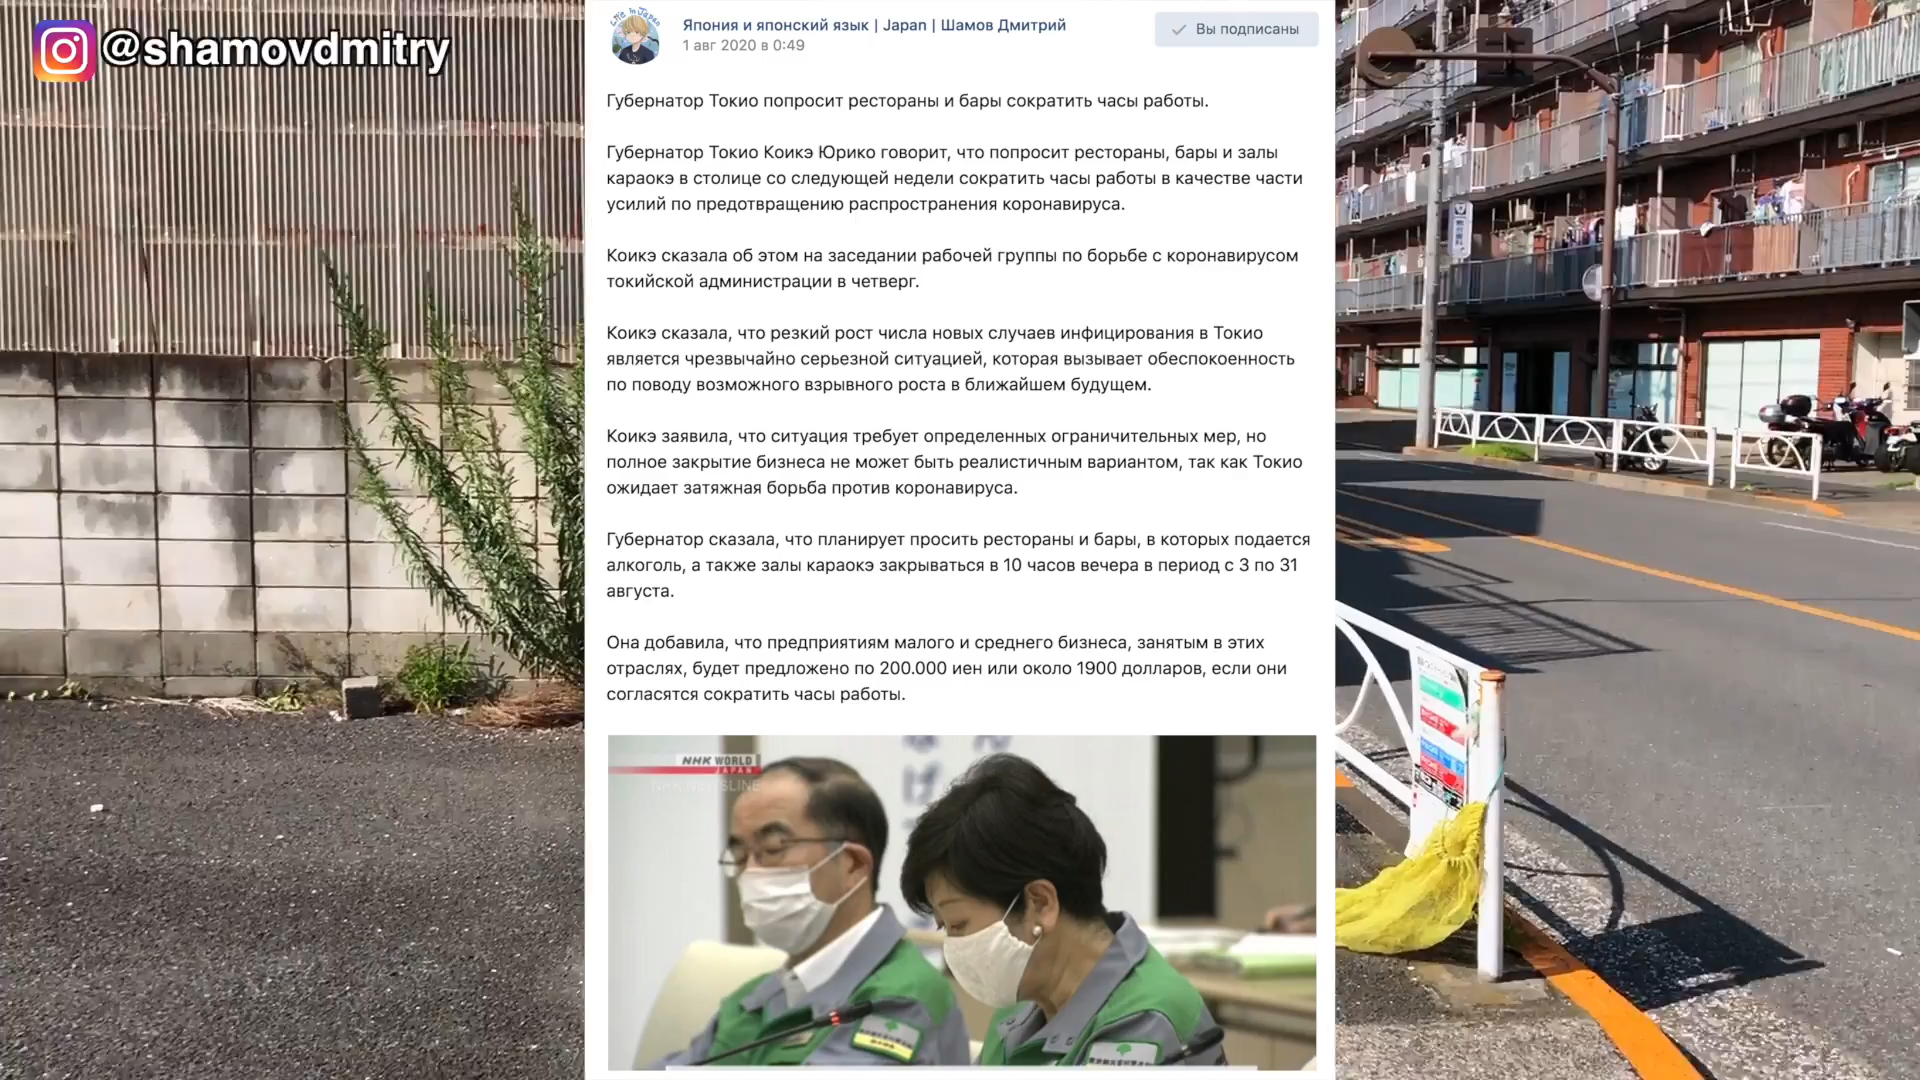 @shamovdmitry
Япония и японский язык | Japan | Шамов Дмитрий
1 авг 2020 в 0:49
Вы подписаны
Губернатор Токио попросит рестораны и бары сократить часы работы.
Губернатор Токио Коикэ Юрико говорит, что попросит рестораны, бары и залы
караокэ в столице со следующей недели сократить часы работы в качестве части
усилий по предотвращению распространения коронавируса.
Коикэ сказала об этом на заседании рабочей группы по борьбе с коронавирусом
токийской администрации в четверг.
Коикэ сказала, что резкий рост числа новых случаев инфицирования в Токио
является чрезвычайно серьезной ситуацией, которая вызывает обеспокоенность
по поводу возможного взрывного роста в ближайшем будущем.
Коикэ заявила, что ситуация требует определенных ограничительных мер, но
полное закрытие бизнеса не может быть реалистичным вариантом, так как Токио
ожидает затяжная борьба против коронавируса.
Губернатор сказала, что планирует просить рестораны и бары, в которых подается
алкоголь, а также залы караокэ закрываться в 10 часов вечера в период с 3 по 31
августа.
Она добавила, что предприятиям малого и среднего бизнеса, занятым в этих
отраслях, будет предложено по 200.000 иен или около 1900 долларов, если они
согласятся сократить часы работы.
NHK WORLD
JAPAN
NHK NEWSLINE